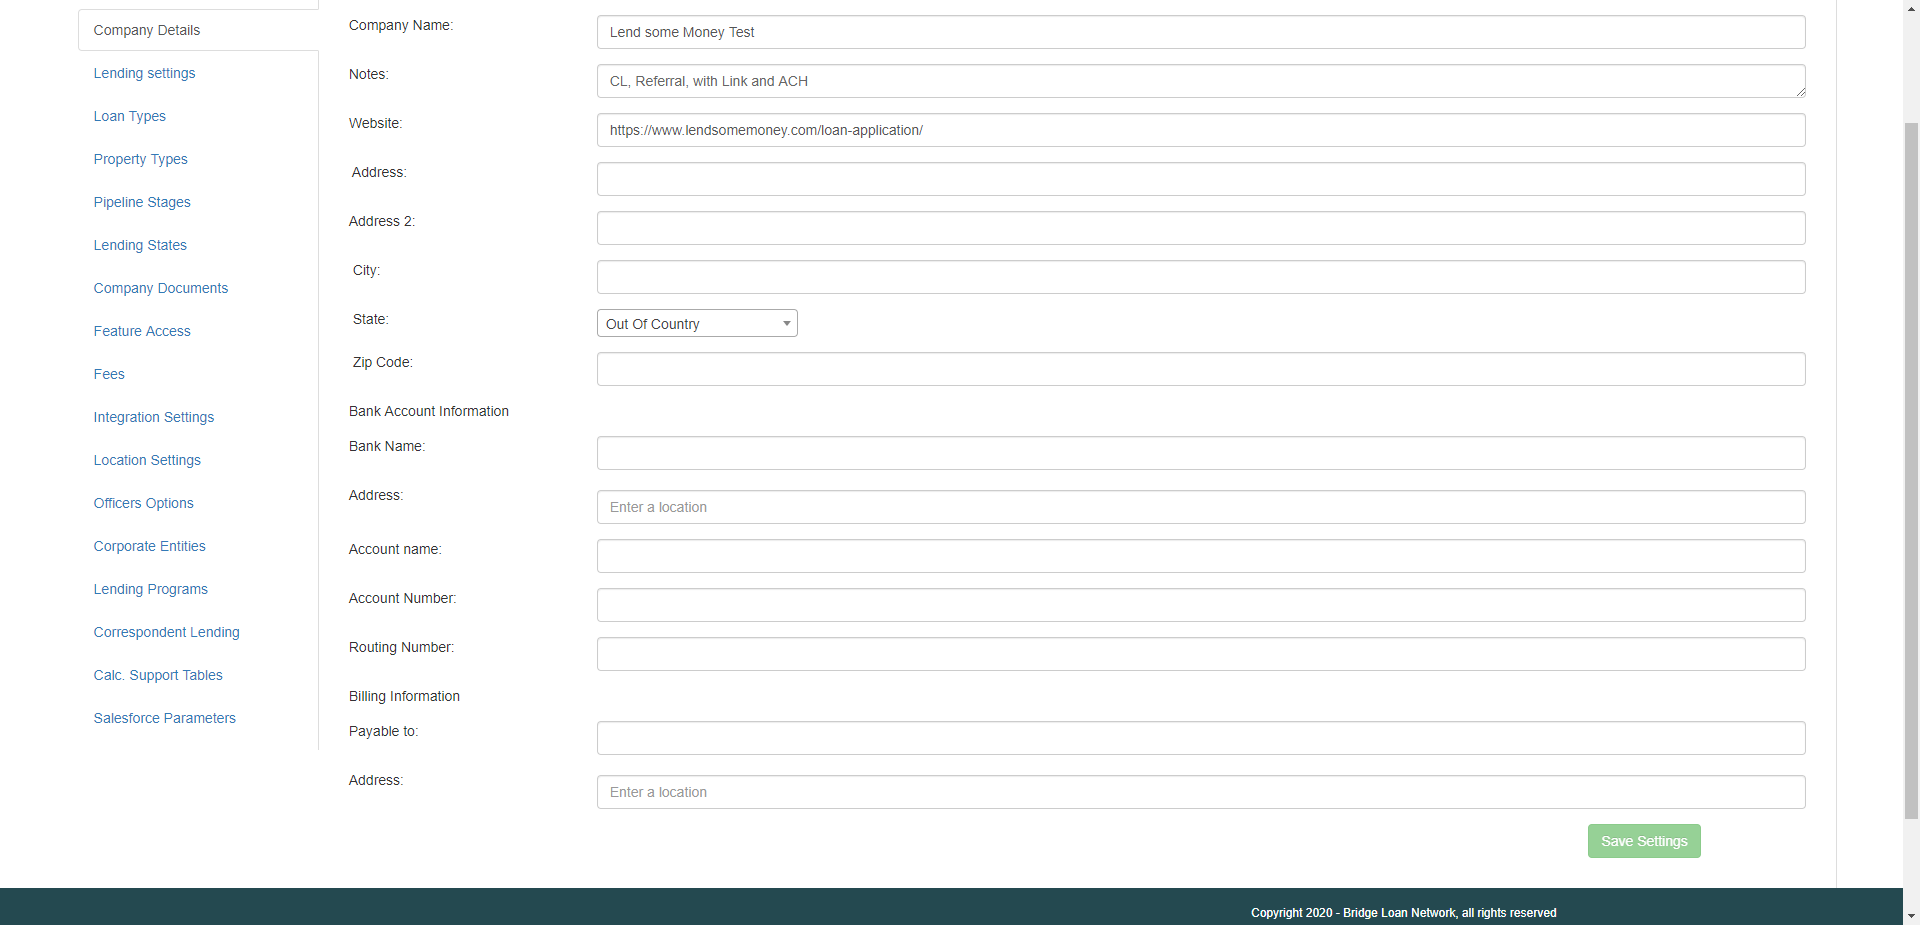 Company Details
Lending settings
Loan Types
Property Types
Pipeline Stages
Lending States
Company Documents
Feature Access
Fees
Integration Settings
Location Settings
Officers Options
Corporate Entities
Lending Programs
Correspondent Lending
Calc. Support Tables
Salesforce Parameters
Company Name: Lend some Money Test
Notes: CL, Referral, with Link and ACH
Website: https://www.lendsomemoney.com/loan-application/
Address:
Address 2:
City:
State: Out Of Country
Zip Code:
Bank Account Information
Bank Name:
Address: Enter a location
Account name:
Account Number:
Routing Number:
Billing Information
Payable to:
Address: Enter a location
Save Settings
Copyright 2020 - Bridge Loan Network, all rights reserved